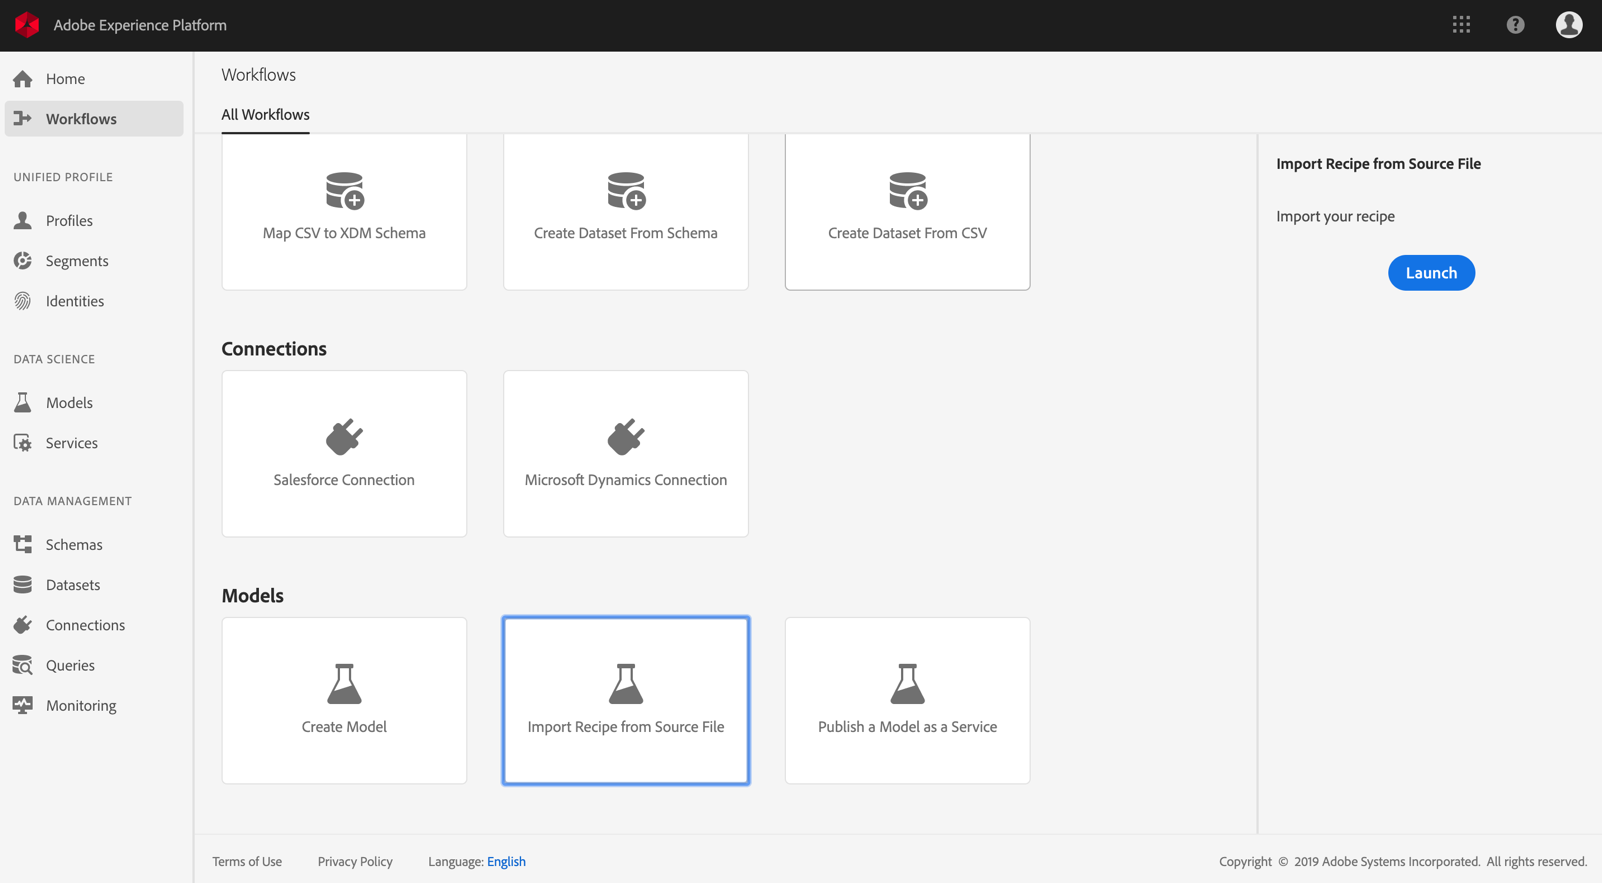 Adobe Experience Platform
Home
Workflows
UNIFIED PROFILE
Profiles
Segments
Identities
DATA SCIENCE
Models
Services
DATA MANAGEMENT
Schemas
Datasets
Connections
Queries
Monitoring
Workflows
All Workflows
Map CSV to XDM Schema
Create Dataset From Schema
Create Dataset From CSV
Connections
Salesforce Connection
Microsoft Dynamics Connection
Models
Create Model
Import Recipe from Source File
Publish a Model as a Service
Import Recipe from Source File
Import your recipe
Launch
Terms of Use
Privacy Policy
Language: English
Copyright © 2019 Adobe Systems Incorporated. All rights reserved.